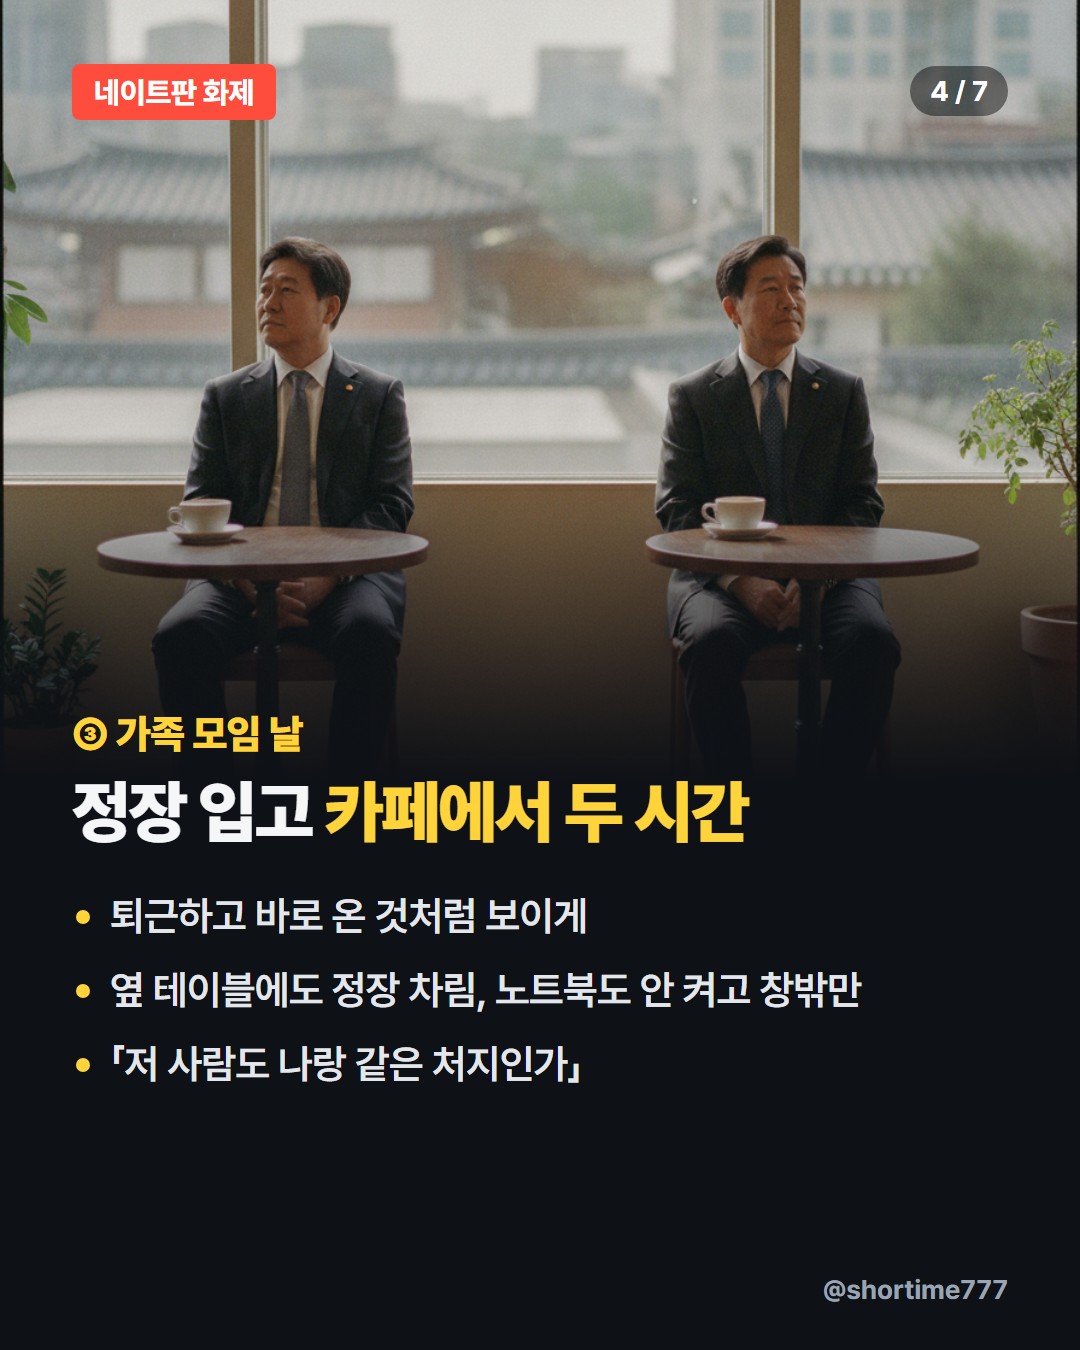 네이트판 화제
4 / 7
③ 가족 모임 날
정장 입고 카페에서 두 시간
• 퇴근하고 바로 온 것처럼 보이게
• 옆 테이블에도 정장 차림, 노트북도 안 켜고 창밖만
• 「저 사람도 나랑 같은 처지인가」
@shortime777